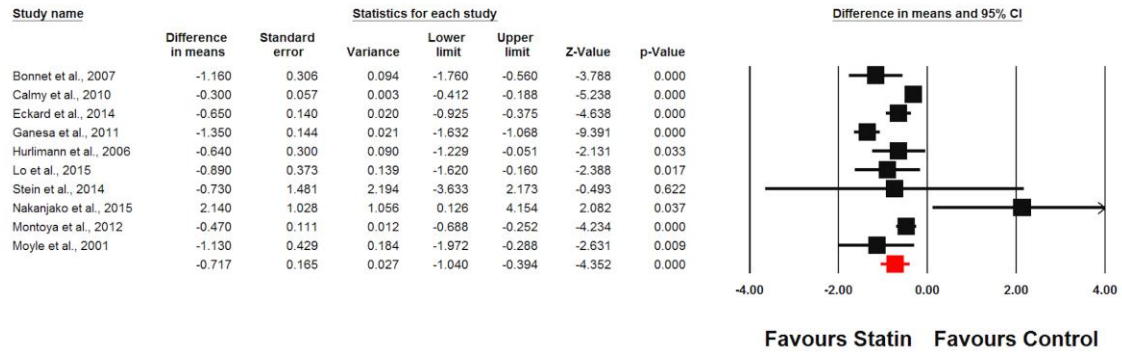 Study name Statistics for each study Difference in means and 95% CI
Difference in means Standard error Variance Lower limit Upper limit Z-Value p-Value
Bonnet et al., 2007 -1.160 0.306 0.094 -1.760 -0.560 -3.788 0.000
Calmy et al., 2010 -0.300 0.057 0.003 -0.412 -0.188 -5.238 0.000
Eckard et al., 2014 -0.650 0.140 0.020 -0.925 -0.375 -4.638 0.000
Ganesa et al., 2011 -1.350 0.144 0.021 -1.632 -1.068 -9.391 0.000
Hurlimann et al., 2006 -0.640 0.300 0.090 -1.229 -0.051 -2.131 0.033
Lo et al., 2015 -0.890 0.373 0.139 -1.620 -0.160 -2.388 0.017
Stein et al., 2014 -0.730 1.481 2.194 -3.633 2.173 -0.493 0.622
Nakanjako et al., 2015 2.140 1.028 1.056 0.126 4.154 2.082 0.037
Montoya et al., 2012 -0.470 0.111 0.012 -0.688 -0.252 -4.234 0.000
Moyle et al., 2001 -1.130 0.429 0.184 -1.972 -0.288 -2.631 0.009
-0.717 0.165 0.027 -1.040 -0.394 -4.352 0.000
-4.00 -2.00 0.00 2.00 4.00
Favours Statin Favours Control